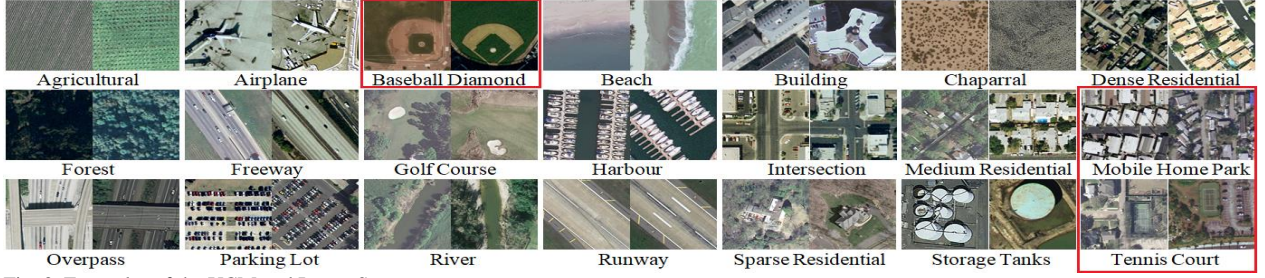 Agricultural Airplane Baseball Diamond Beach Building Chaparral Dense Residential
Forest Freeway Golf Course Harbour Intersection Medium Residential Mobile Home Park
Overpass Parking Lot River Runway Sparse Residential Storage Tanks Tennis Court